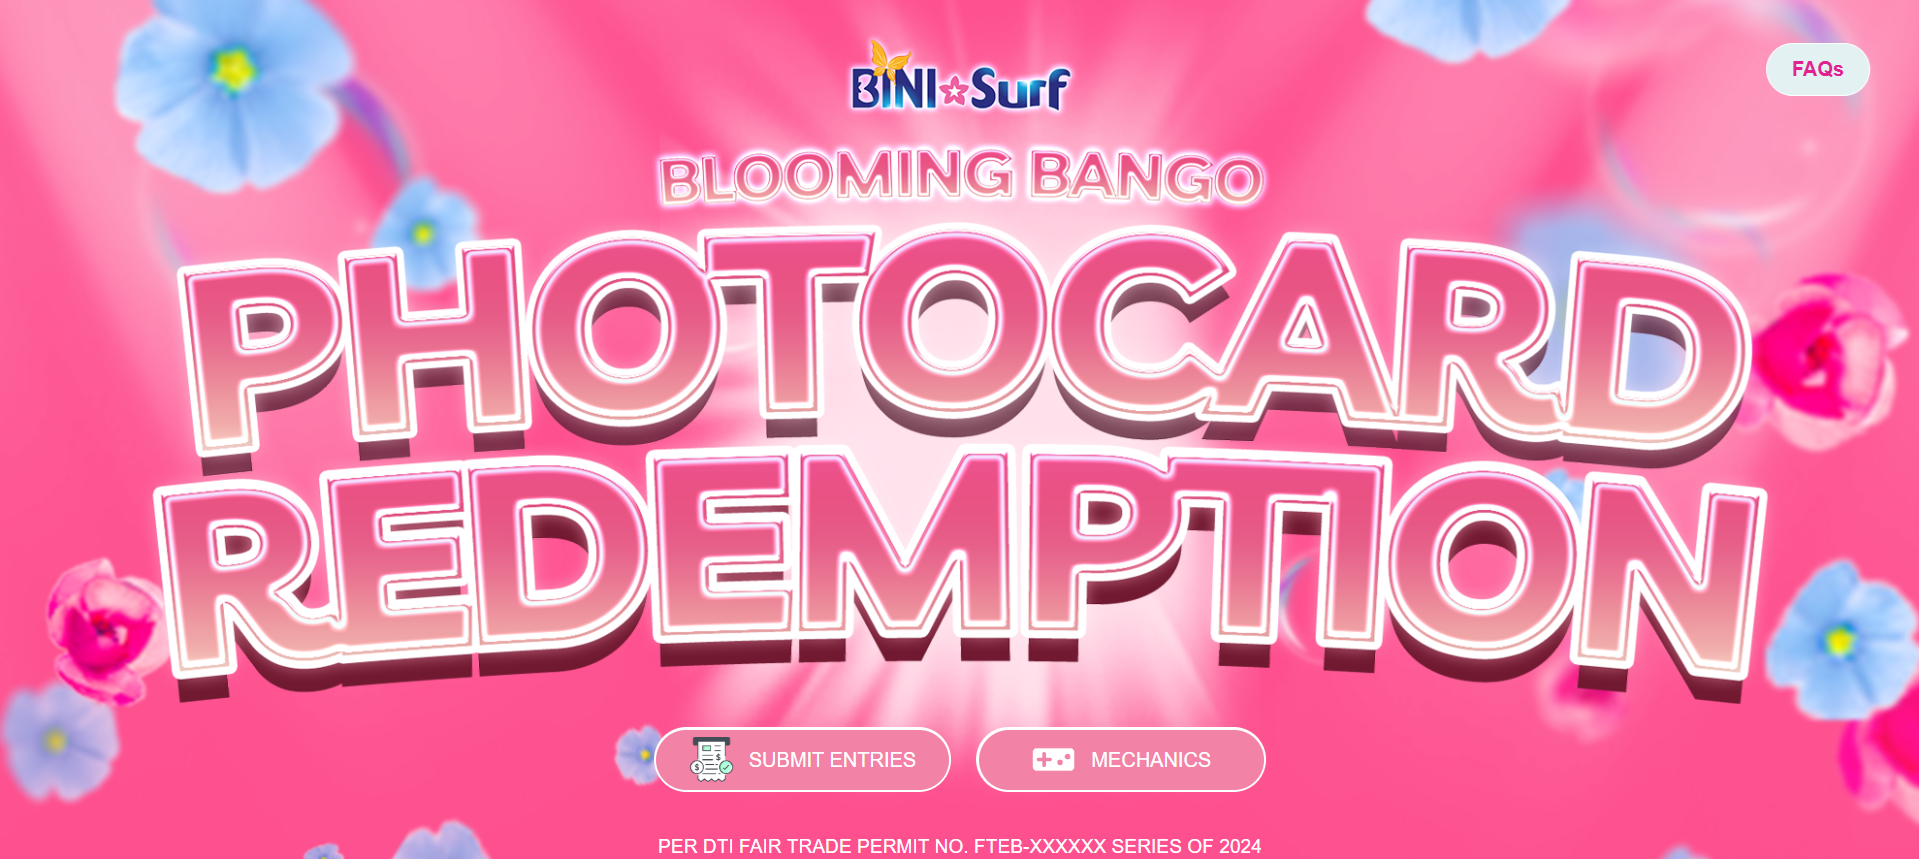 BINI Surf
FAQs
BLOOMING BANGO
PHOTOCARD
REDEMPTION
SUBMIT ENTRIES
MECHANICS
PER DTI FAIR TRADE PERMIT NO. FTEB-XXXXXX SERIES OF 2024